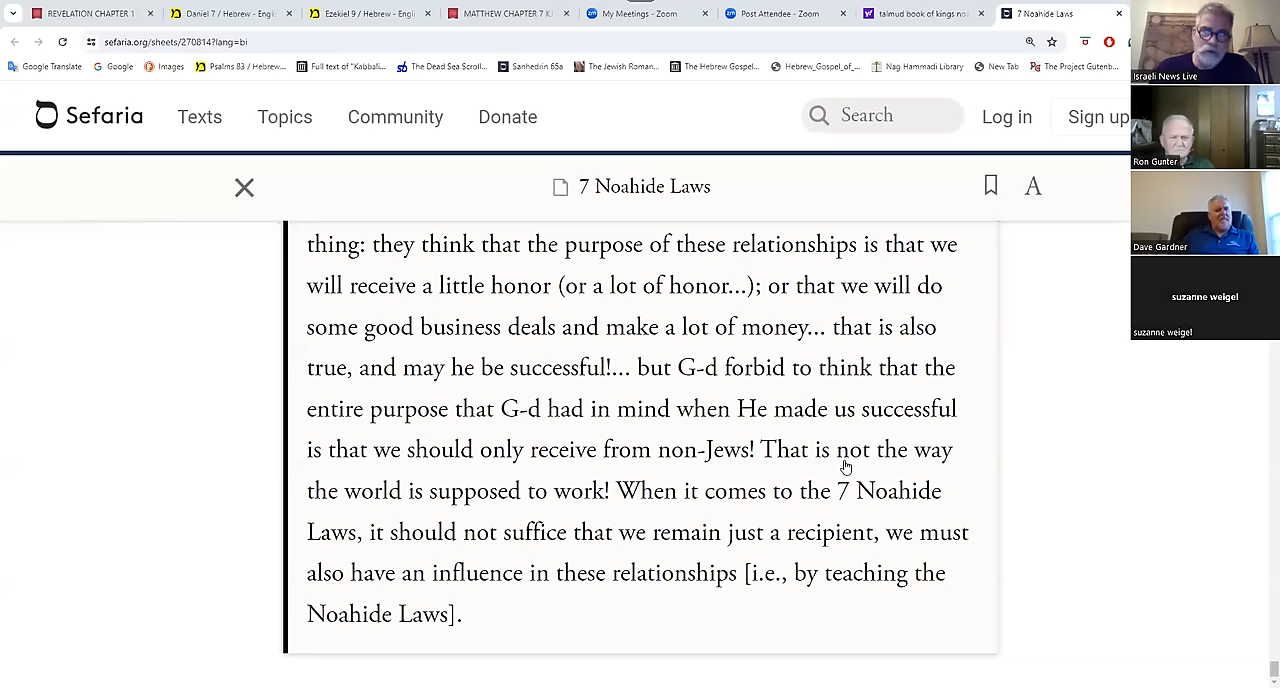 REVELATION CHAPTER 1
Daniel 7 / Hebrew - Engli
Ezekiel 9 / Hebrew - Engli
MATTHEW CHAPTER 7 KJ
My Meetings - Zoom
Post Attendee - Zoom
talmud book of kings no
7 Noahide Laws
sefaria.org/sheets/270814?lang=bi
Google Translate
Google
Images
Psalms 83 / Hebrew...
Full text of "Kabbali...
The Dead Sea Scroll...
Sanhedrin 65a
The Jewish Roman...
The Hebrew Gospel...
Hebrew_Gospel_of_...
Nag Hammadi Library
New Tab
The Project Gutenb...
Sefaria
Texts
Topics
Community
Donate
Search
Log in
Sign up
7 Noahide Laws
A
thing: they think that the purpose of these relationships is that we
will receive a little honor (or a lot of honor...); or that we will do
some good business deals and make a lot of money... that is also
true, and may he be successful!... but G-d forbid to think that the
entire purpose that G-d had in mind when He made us successful
is that we should only receive from non-Jews! That is not the way
the world is supposed to work! When it comes to the 7 Noahide
Laws, it should not suffice that we remain just a recipient, we must
also have an influence in these relationships [i.e., by teaching the
Noahide Laws].
Israeli News Live
Ron Gunter
Dave Gardner
suzanne weigel
suzanne weigel